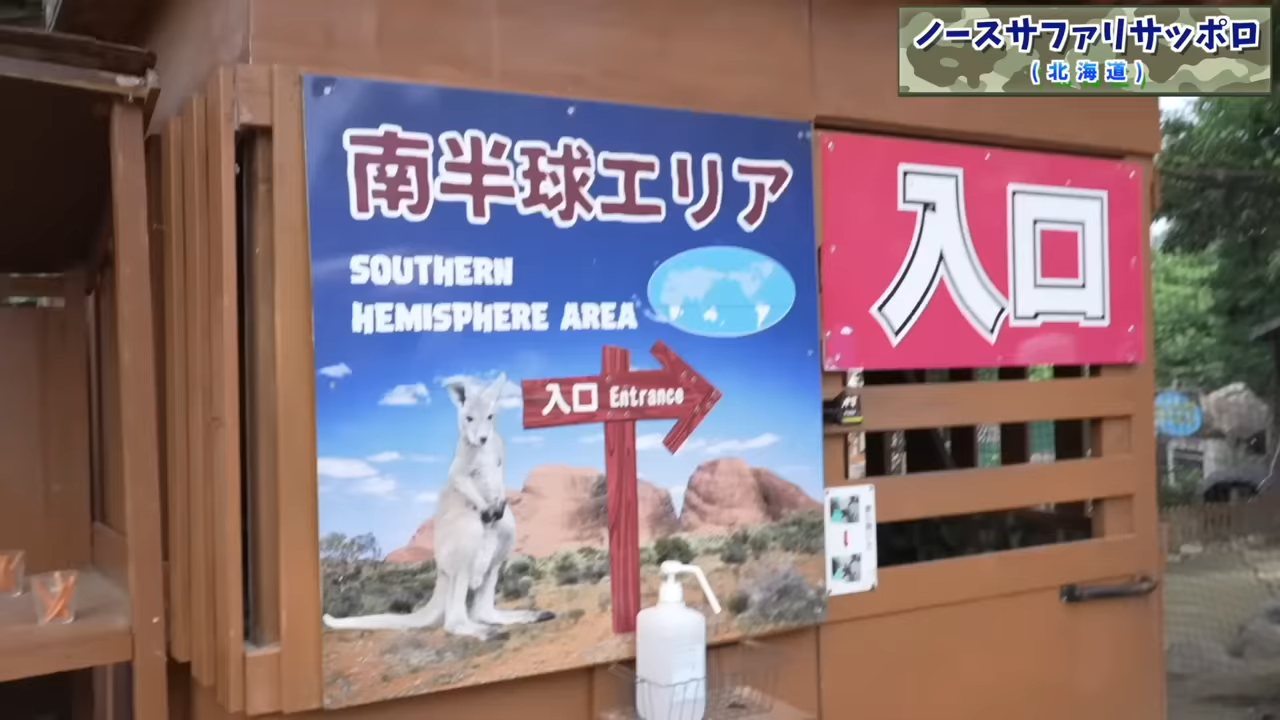 ノースサファリサッポロ
(北海道)
南半球エリア
SOUTHERN
HEMISPHERE AREA
入口 Entrance
入口